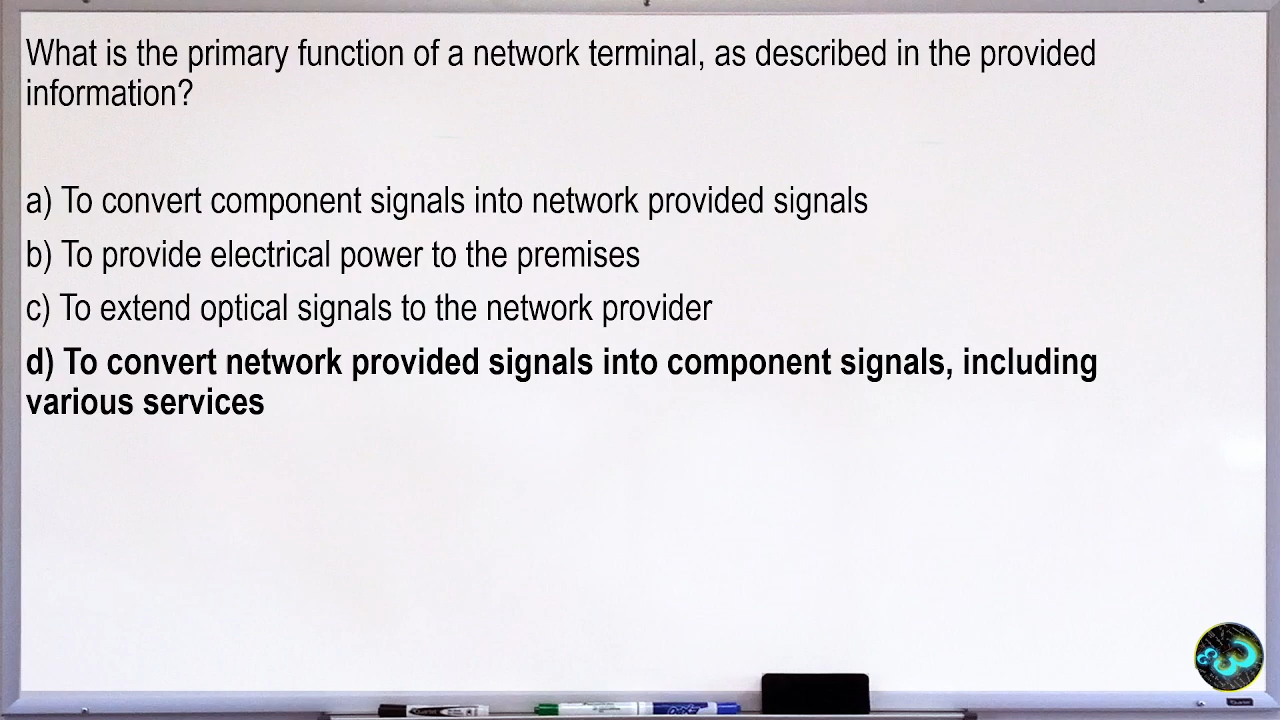 What is the primary function of a network terminal, as described in the provided
information?
a) To convert component signals into network provided signals
b) To provide electrical power to the premises
c) To extend optical signals to the network provider
d) To convert network provided signals into component signals, including
various services